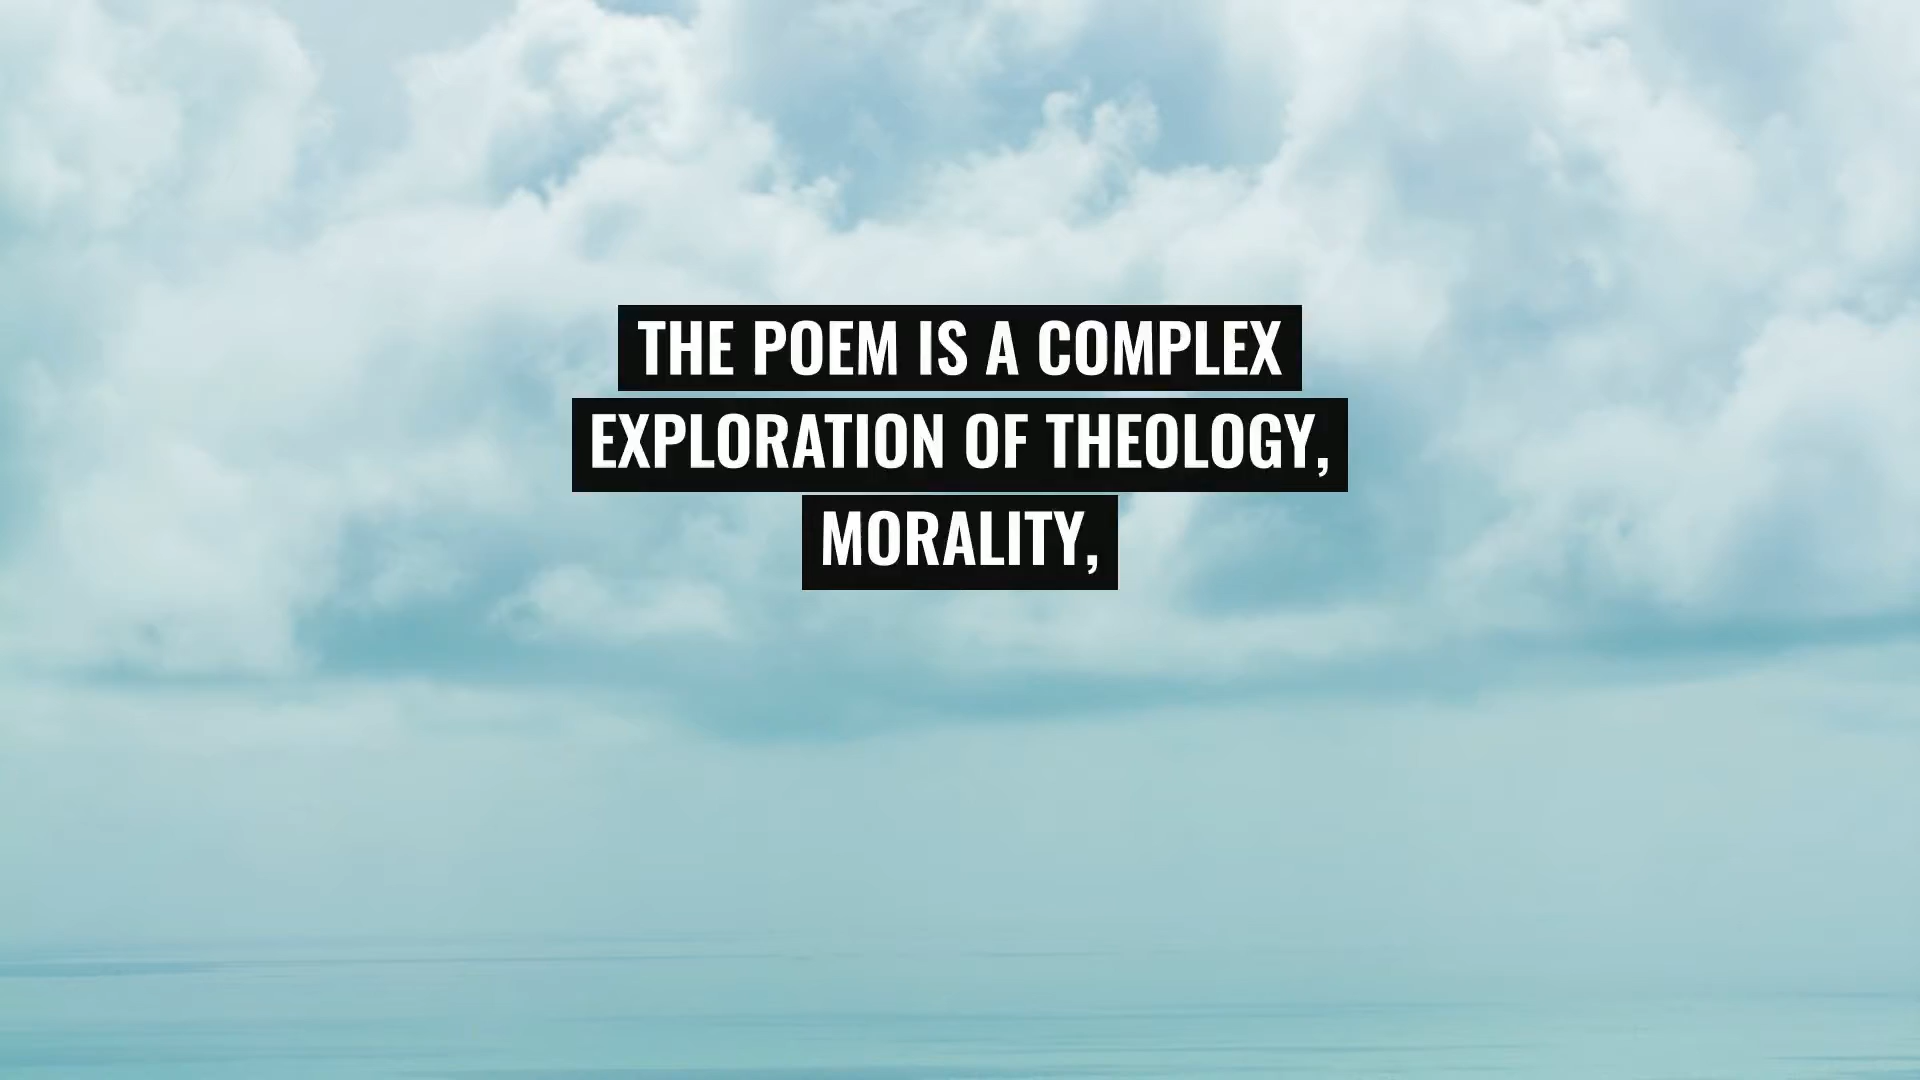 THE POEM IS A COMPLEX
EXPLORATION OF THEOLOGY,
MORALITY,